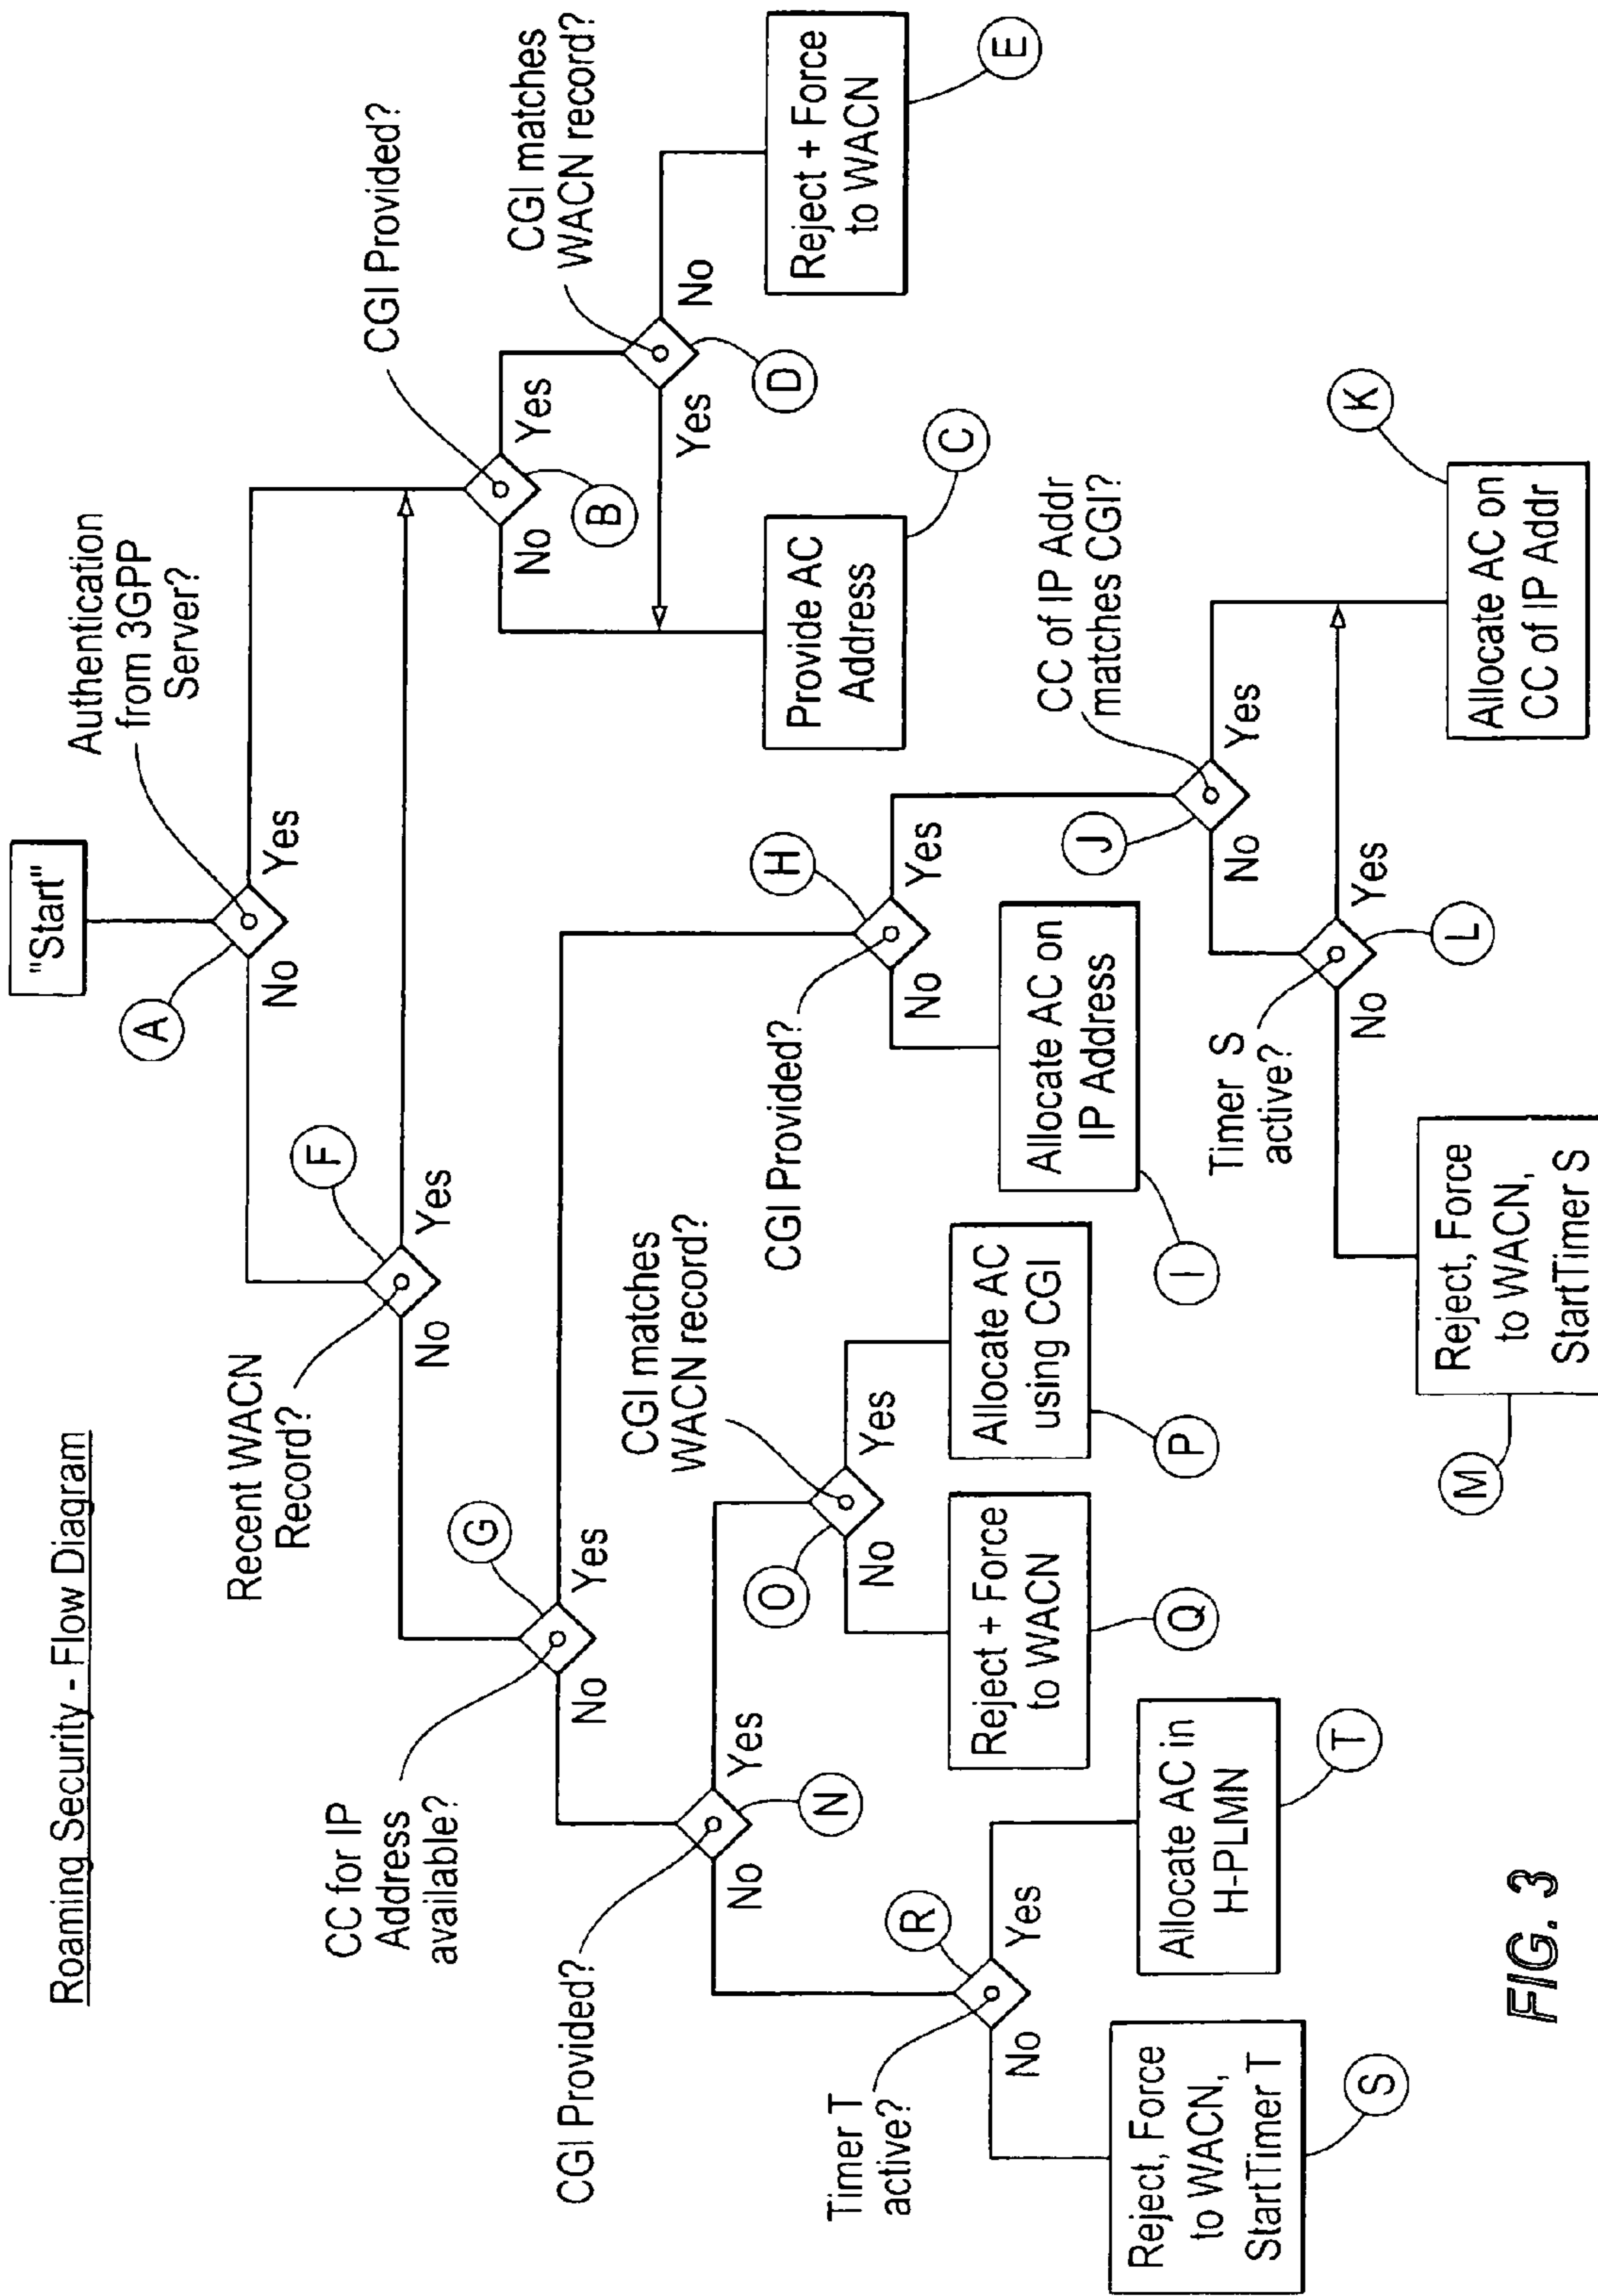 Roaming Security - Flow Diagram
"Start"
A
Authentication
from 3GPP
Server?
No
Yes
Recent WACN
Record?
F
No
Yes
CGI Provided?
B
No
Yes
CGI matches
WACN record?
D
Yes
No
Provide AC
Address
C
Reject + Force
to WACN
E
CC for IP
Address
available?
G
No
Yes
CGI Provided?
N
No
Yes
CGI matches
WACN record?
O
No
Yes
Reject + Force
to WACN
Q
Allocate AC
using CGI
P
Timer T
active?
R
No
Yes
Reject, Force
to WACN,
StartTimer T
S
Allocate AC in
H-PLMN
T
CGI Provided?
H
No
Yes
Allocate AC on
IP Address
I
CC of IP Addr
matches CGI?
J
No
Yes
Timer S
active?
L
No
Yes
Reject, Force
to WACN,
StartTimer S
M
Allocate AC on
CC of IP Addr
K
FIG. 3